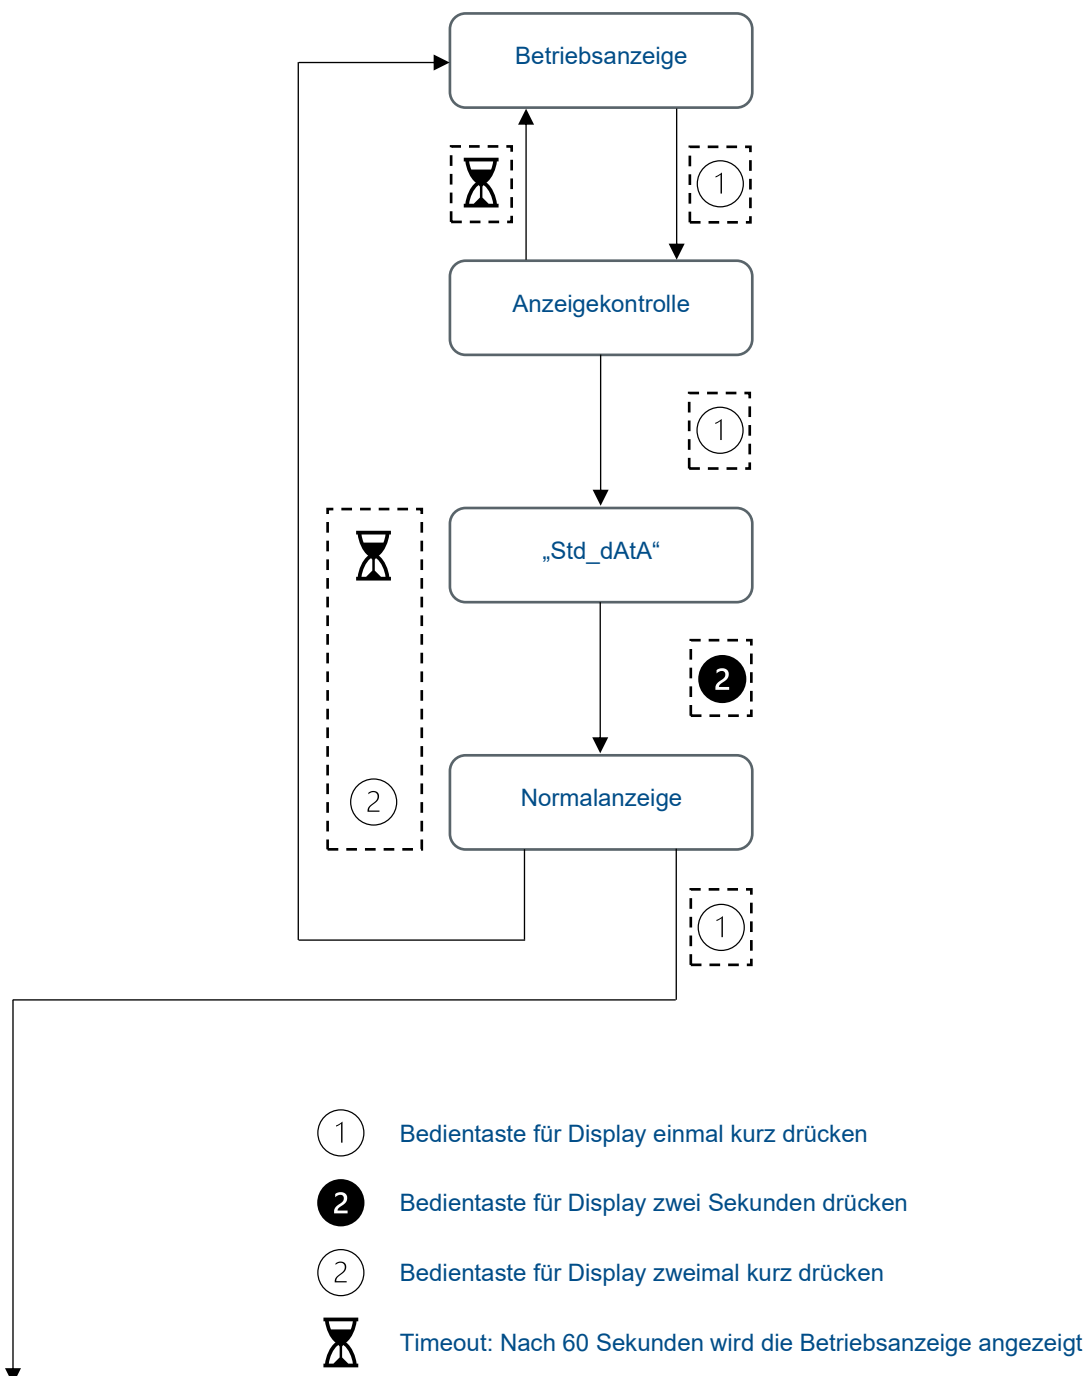 Betriebsanzeige
1
Anzeigekontrolle
1
„Std_dAtA“
2
Normalanzeige
2
1
1 Bedientaste für Display einmal kurz drücken
2 Bedientaste für Display zwei Sekunden drücken
2 Bedientaste für Display zweimal kurz drücken
Timeout: Nach 60 Sekunden wird die Betriebsanzeige angezeigt